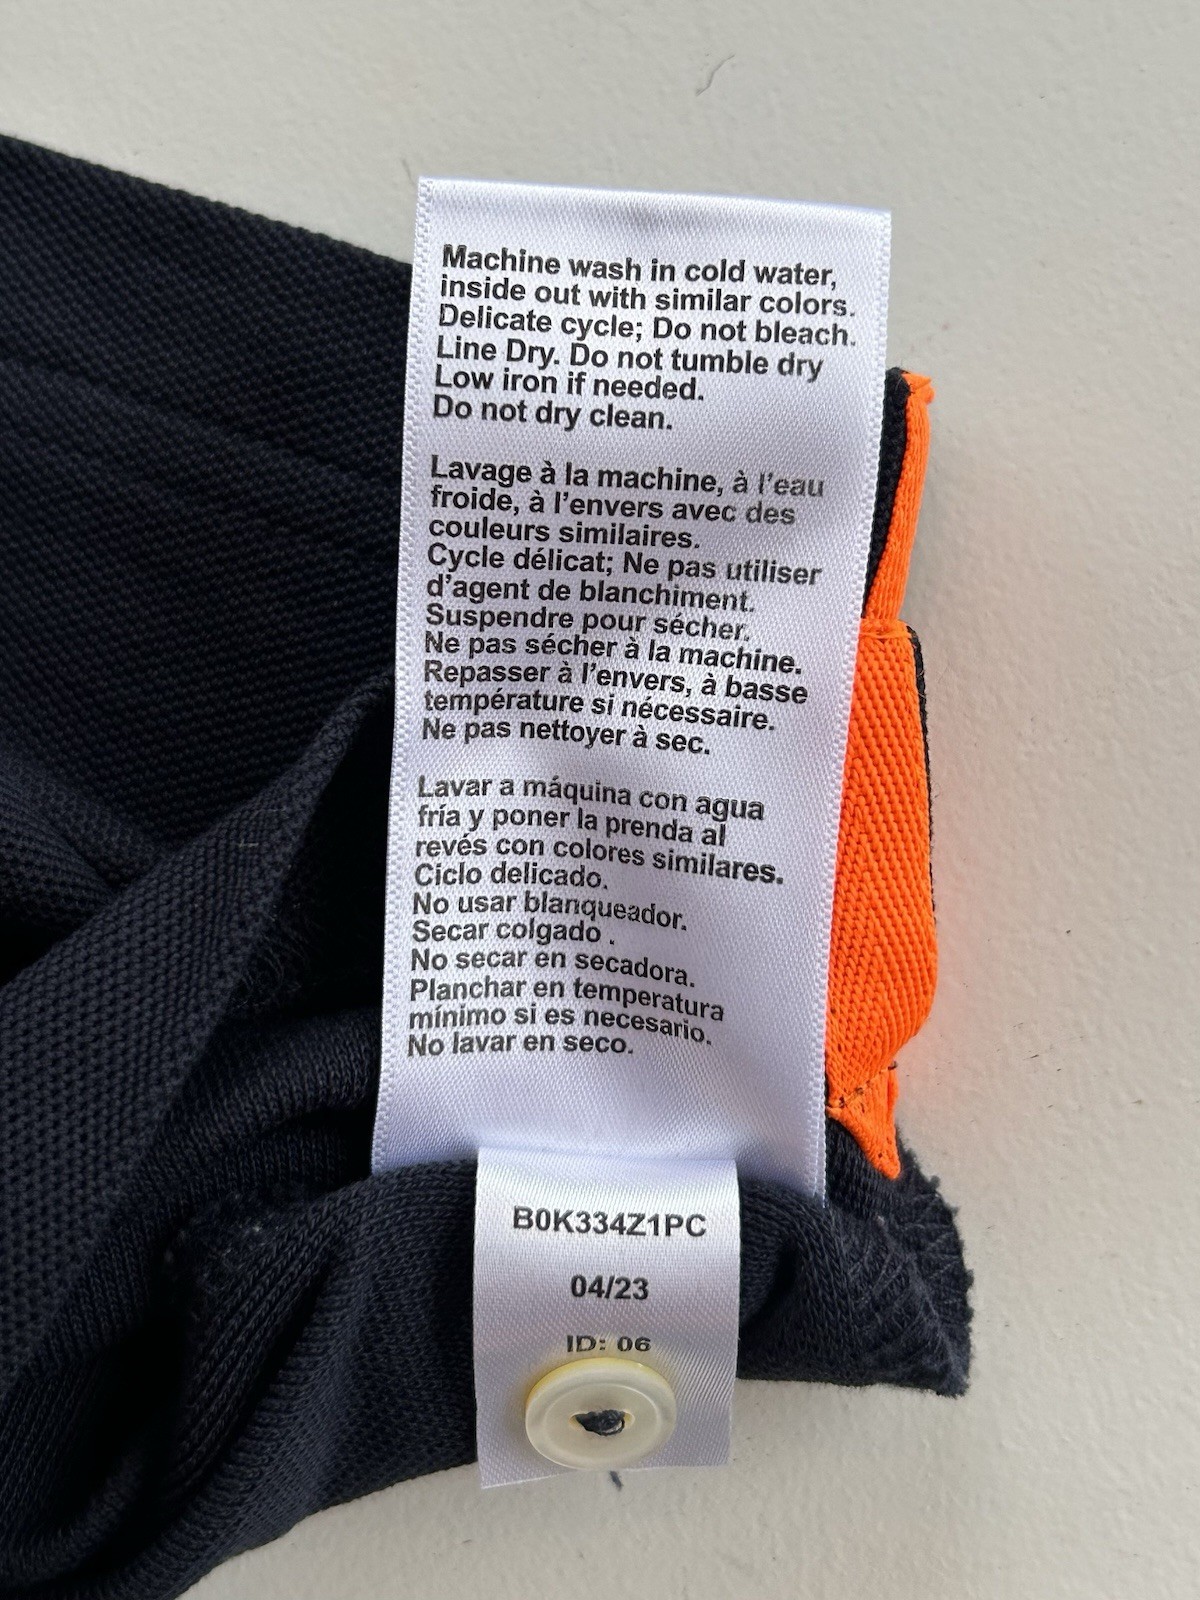 Machine wash in cold water,
inside out with similar colors.
Delicate cycle; Do not bleach.
Line Dry. Do not tumble dry
Low iron if needed.
Do not dry clean.
Lavage à la machine, à l'eau
froide, à l'envers avec des
couleurs similaires.
Cycle délicat; Ne pas utiliser
d'agent de blanchiment.
Suspendre pour sécher.
Ne pas sécher à la machine.
Repasser à l'envers, à basse
température si nécessaire.
Ne pas nettoyer à sec.
Lavar a máquina con agua
fría y poner la prenda al
revés con colores similares.
Ciclo delicado.
No usar blanqueador.
Secar colgado .
No secar en secadora.
Planchar en temperatura
mínimo si es necesario.
No lavar en seco.
B0K334Z1PC
04/23
ID: 06